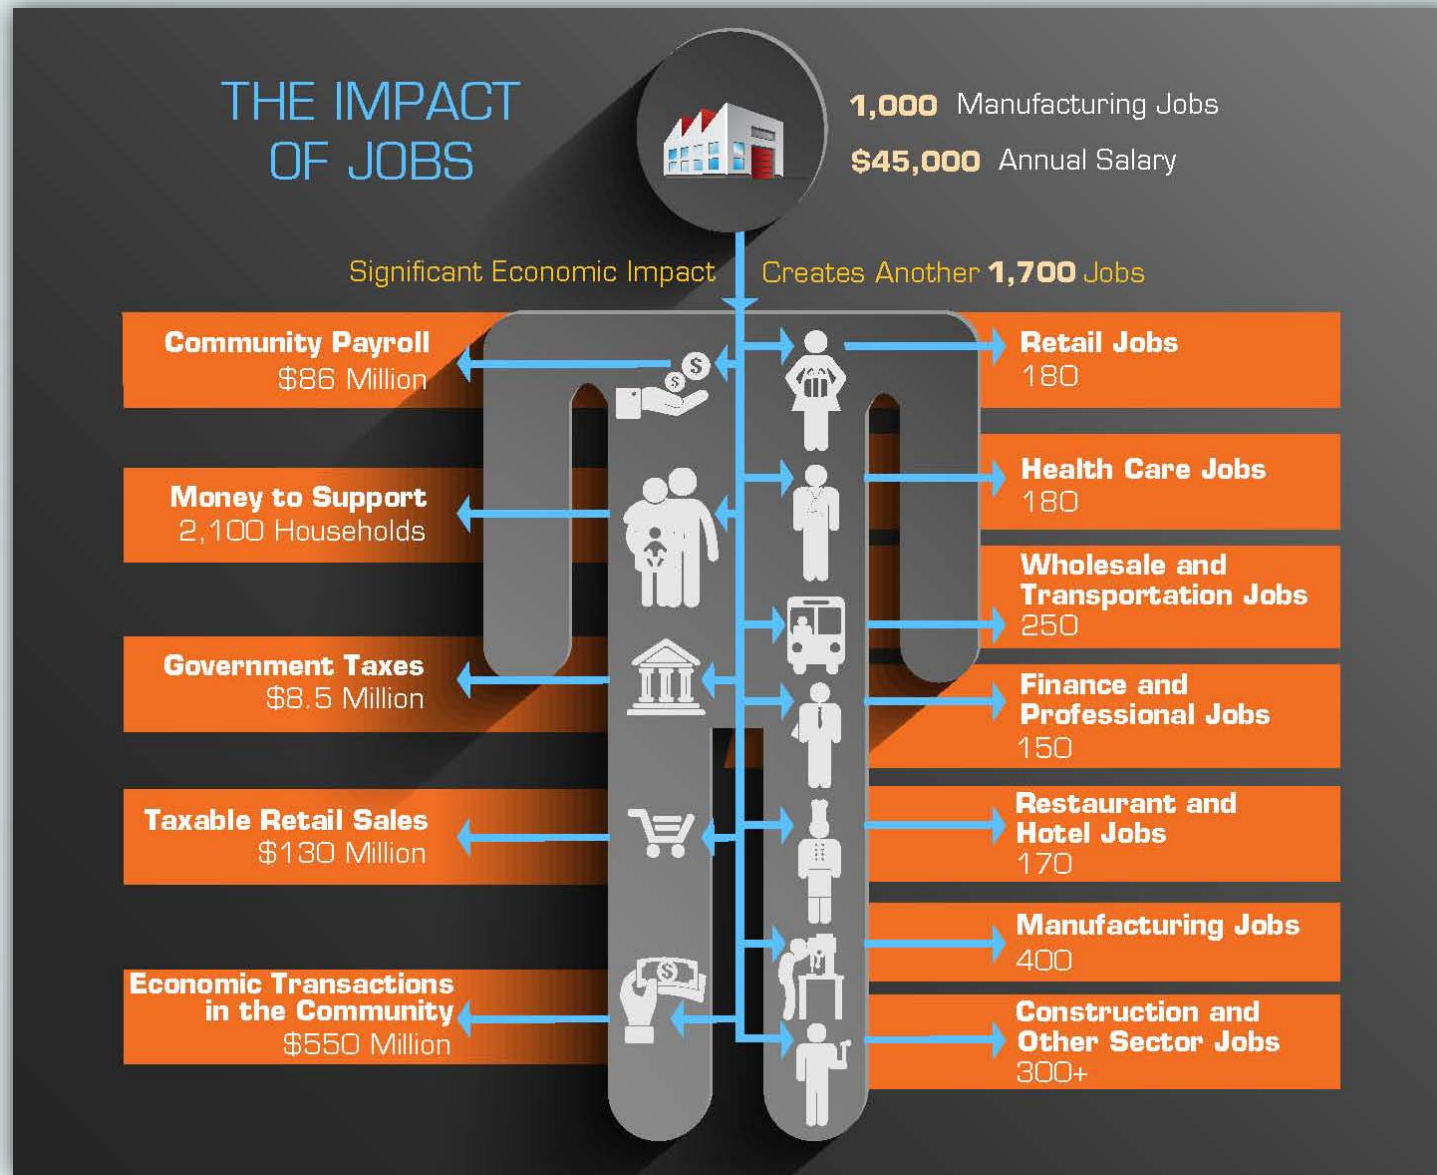 THE IMPACT
OF JOBS
1,000 Manufacturing Jobs
$45,000 Annual Salary
Significant Economic Impact
Creates Another 1,700 Jobs
Community Payroll
$86 Million
Money to Support
2,100 Households
Government Taxes
$8.5 Million
Taxable Retail Sales
$130 Million
Economic Transactions
in the Community
$550 Million
Retail Jobs
180
Health Care Jobs
180
Wholesale and
Transportation Jobs
250
Finance and
Professional Jobs
150
Restaurant and
Hotel Jobs
170
Manufacturing Jobs
400
Construction and
Other Sector Jobs
300+
$
$
$